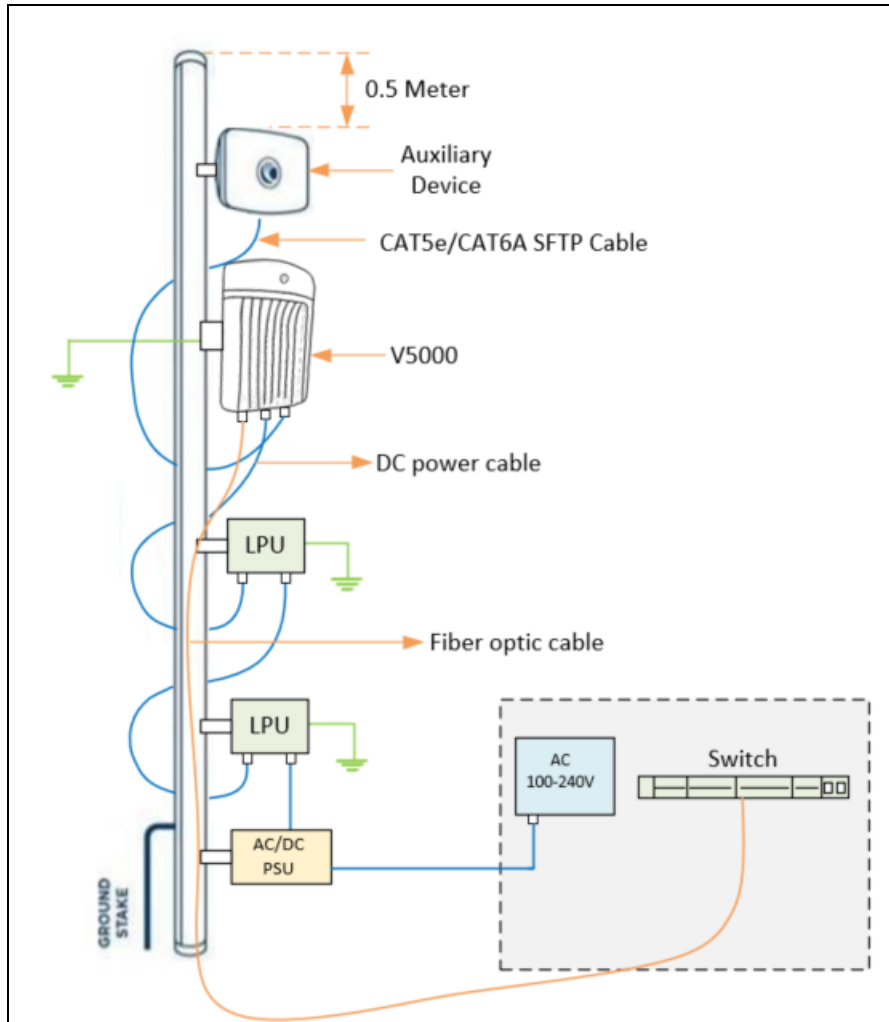 0.5 Meter
Auxiliary
Device
CAT5e/CAT6A SFTP Cable
V5000
DC power cable
LPU
Fiber optic cable
LPU
AC
100-240V
Switch
AC/DC
PSU
GROUND
STAKE